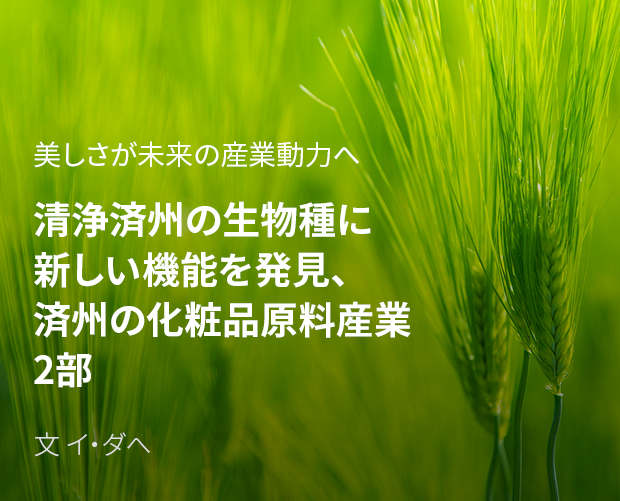 美しさが未来の産業動力へ
清浄済州の生物種に
新しい機能を発見、
済州の化粧品原料産業
2部
文 イ・ダヘ